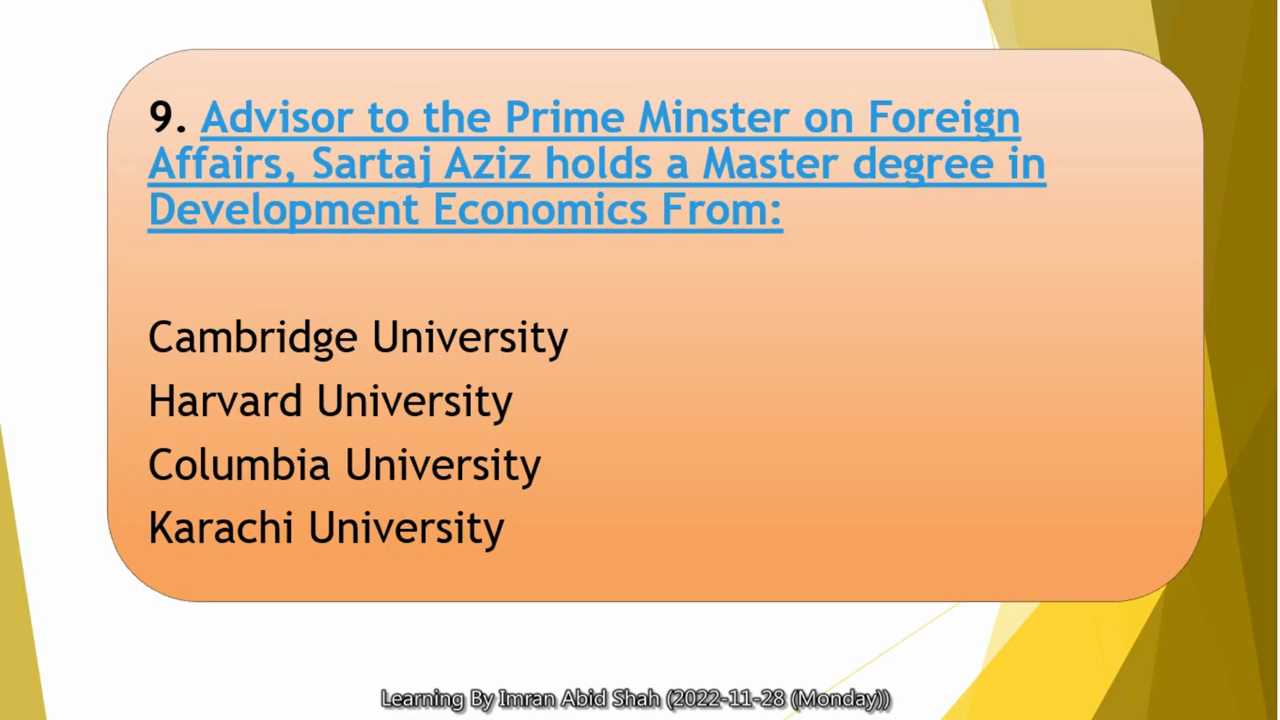 9. Advisor to the Prime Minster on Foreign
Affairs, Sartaj Aziz holds a Master degree in
Development Economics From:
Cambridge University
Harvard University
Columbia University
Karachi University
Learning By Imran Abid Shah (2022-11-28 (Monday))